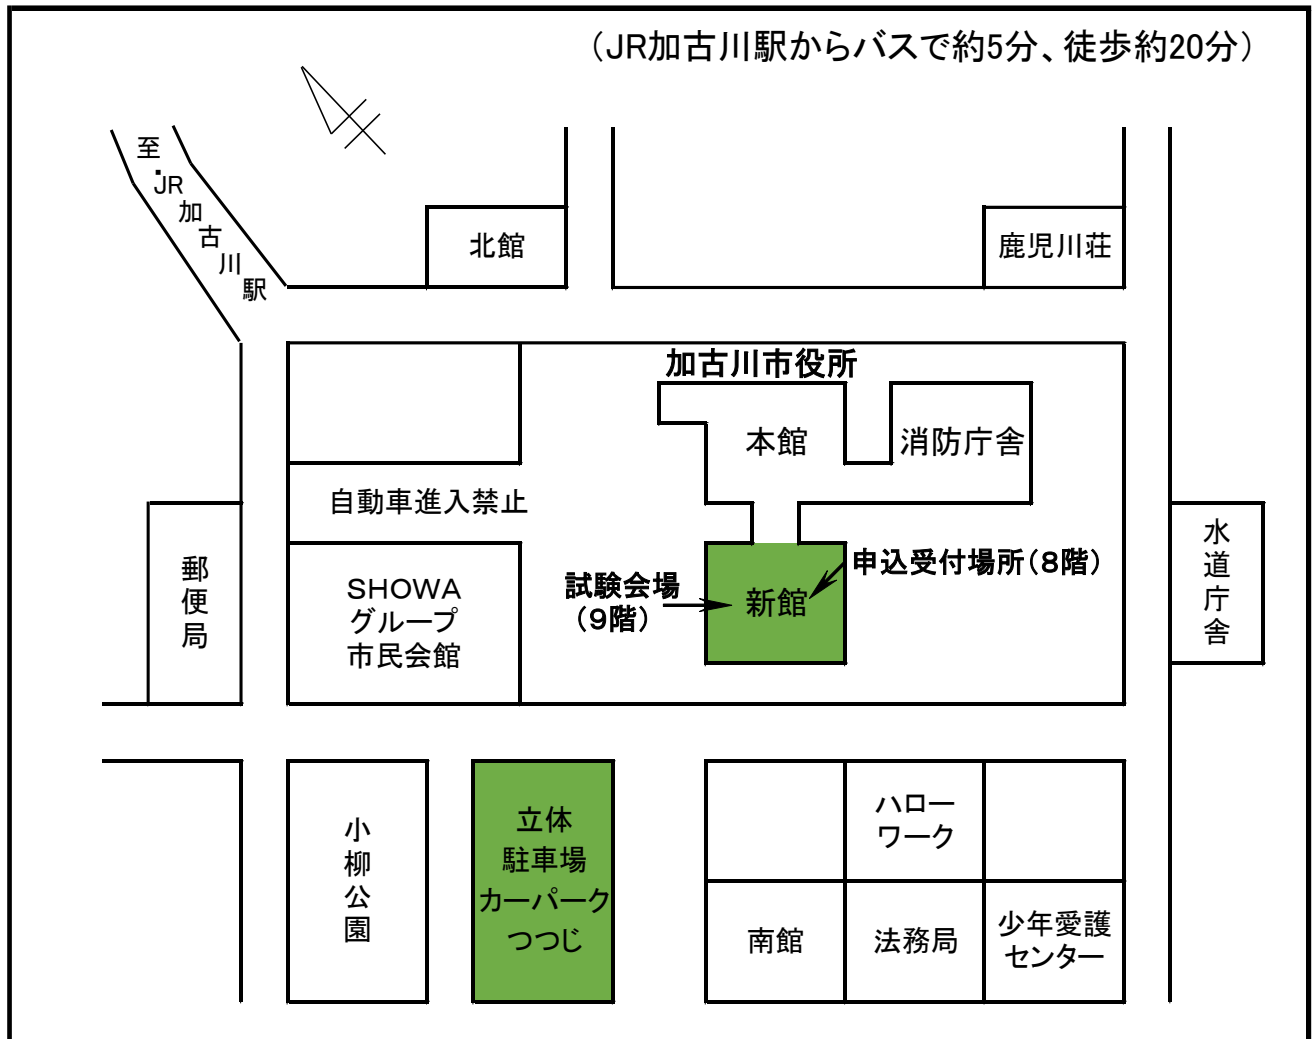 （JR加古川駅からバスで約5分、徒歩約20分）
至JR加古川駅
北館
鹿児川荘
加古川市役所
本館
消防庁舎
自動車進入禁止
郵便局
SHOWA
グループ
市民会館
試験会場
（9階）
新館
申込受付場所（8階）
水道庁舎
小柳公園
立体
駐車場
カーパーク
つつじ
ハロー
ワーク
南館
法務局
少年愛護
センター